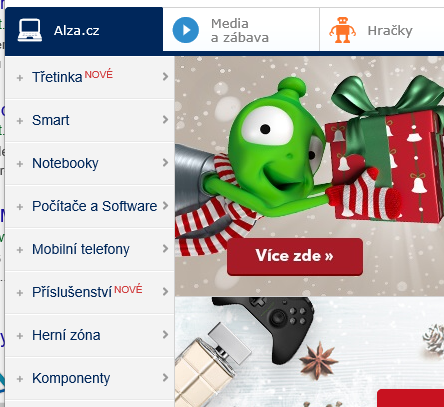 Alza.cz
Media
a zábava
Hračky
Třetinka NOVÉ
Smart
Notebooky
Počítače a Software
Mobilní telefony
Příslušenství NOVÉ
Herní zóna
Komponenty
Více zde »